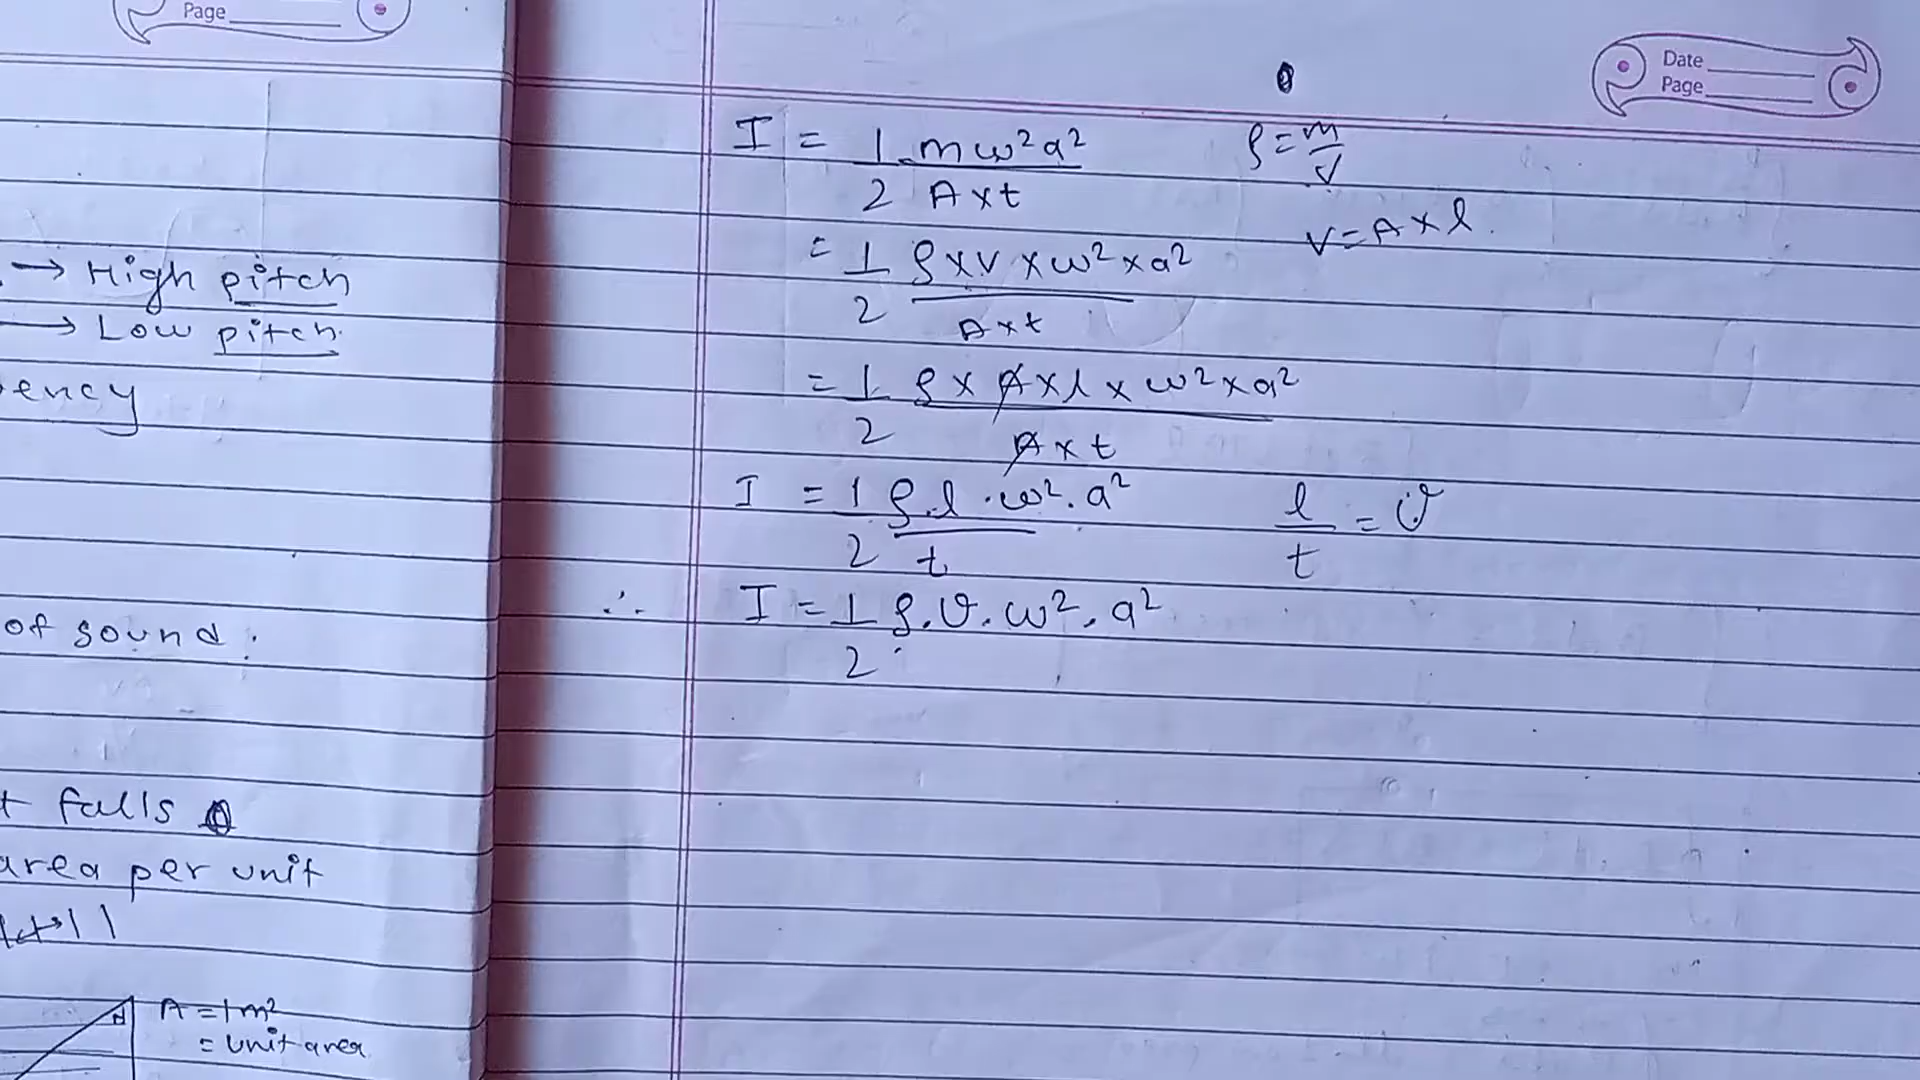 Page
→ High pitch
→ Low pitch.
ency
of sound.
t falls
area per unit
A = 1m²
= unit area
Date
Page
I = 1/2 mω²a²/A×t ρ = m/V
V = A × l.
= 1/2 ρ×V×ω²×a²/A×t
= 1/2 ρ×A×l×ω²×a²/A×t
I = 1/2 ρ.l.ω².a²/t l/t = v
∴ I = 1/2 ρ.v.ω².a²